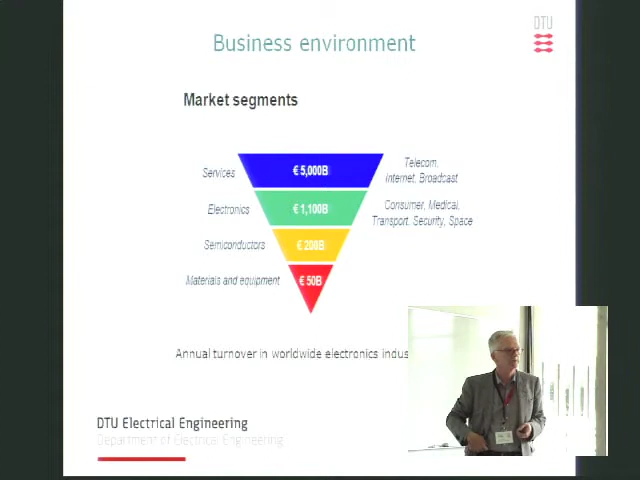 DTU
Business environment
Market segments
Services
€ 5,000B
Telecom,
Internet, Broadcast
Electronics
€ 1,100B
Consumer, Medical,
Transport, Security, Space
Semiconductors
€ 200B
Materials and equipment
€ 50B
Annual turnover in worldwide electronics indus
DTU Electrical Engineering
Department of Electrical Engineering